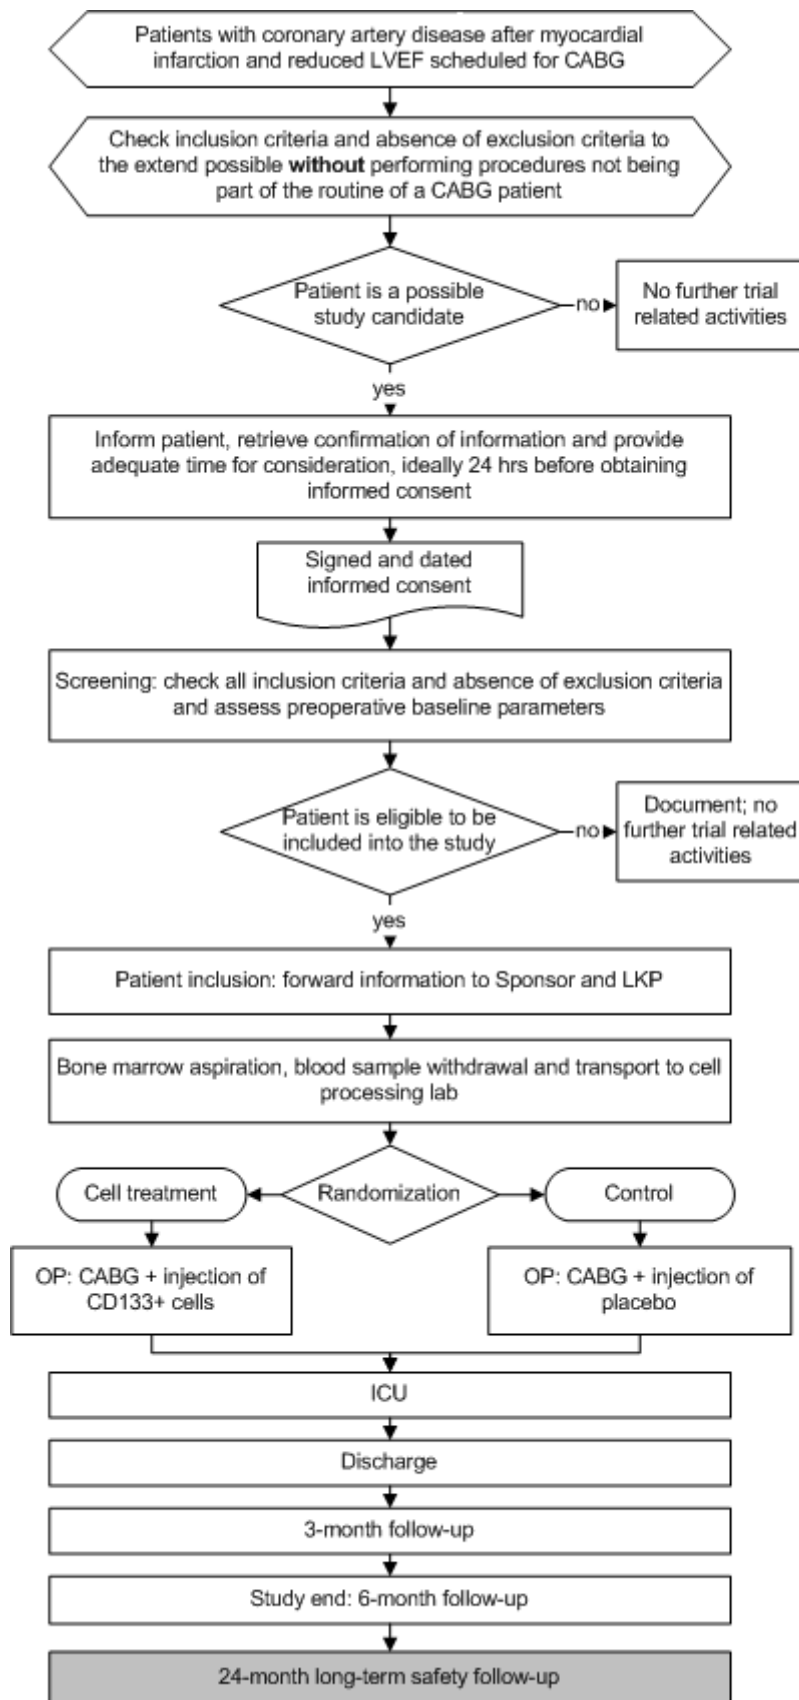 Patients with coronary artery disease after myocardial
infarction and reduced LVEF scheduled for CABG
Check inclusion criteria and absence of exclusion criteria to
the extend possible without performing procedures not being
part of the routine of a CABG patient
Patient is a possible
study candidate
no
No further trial
related activities
yes
Inform patient, retrieve confirmation of information and provide
adequate time for consideration, ideally 24 hrs before obtaining
informed consent
Signed and dated
informed consent
Screening: check all inclusion criteria and absence of exclusion criteria
and assess preoperative baseline parameters
Patient is eligible to be
included into the study
no
Document; no
further trial related
activities
yes
Patient inclusion: forward information to Sponsor and LKP
Bone marrow aspiration, blood sample withdrawal and transport to cell
processing lab
Cell treatment
Randomization
Control
OP: CABG + injection of
CD133+ cells
OP: CABG + injection of
placebo
ICU
Discharge
3-month follow-up
Study end: 6-month follow-up
24-month long-term safety follow-up